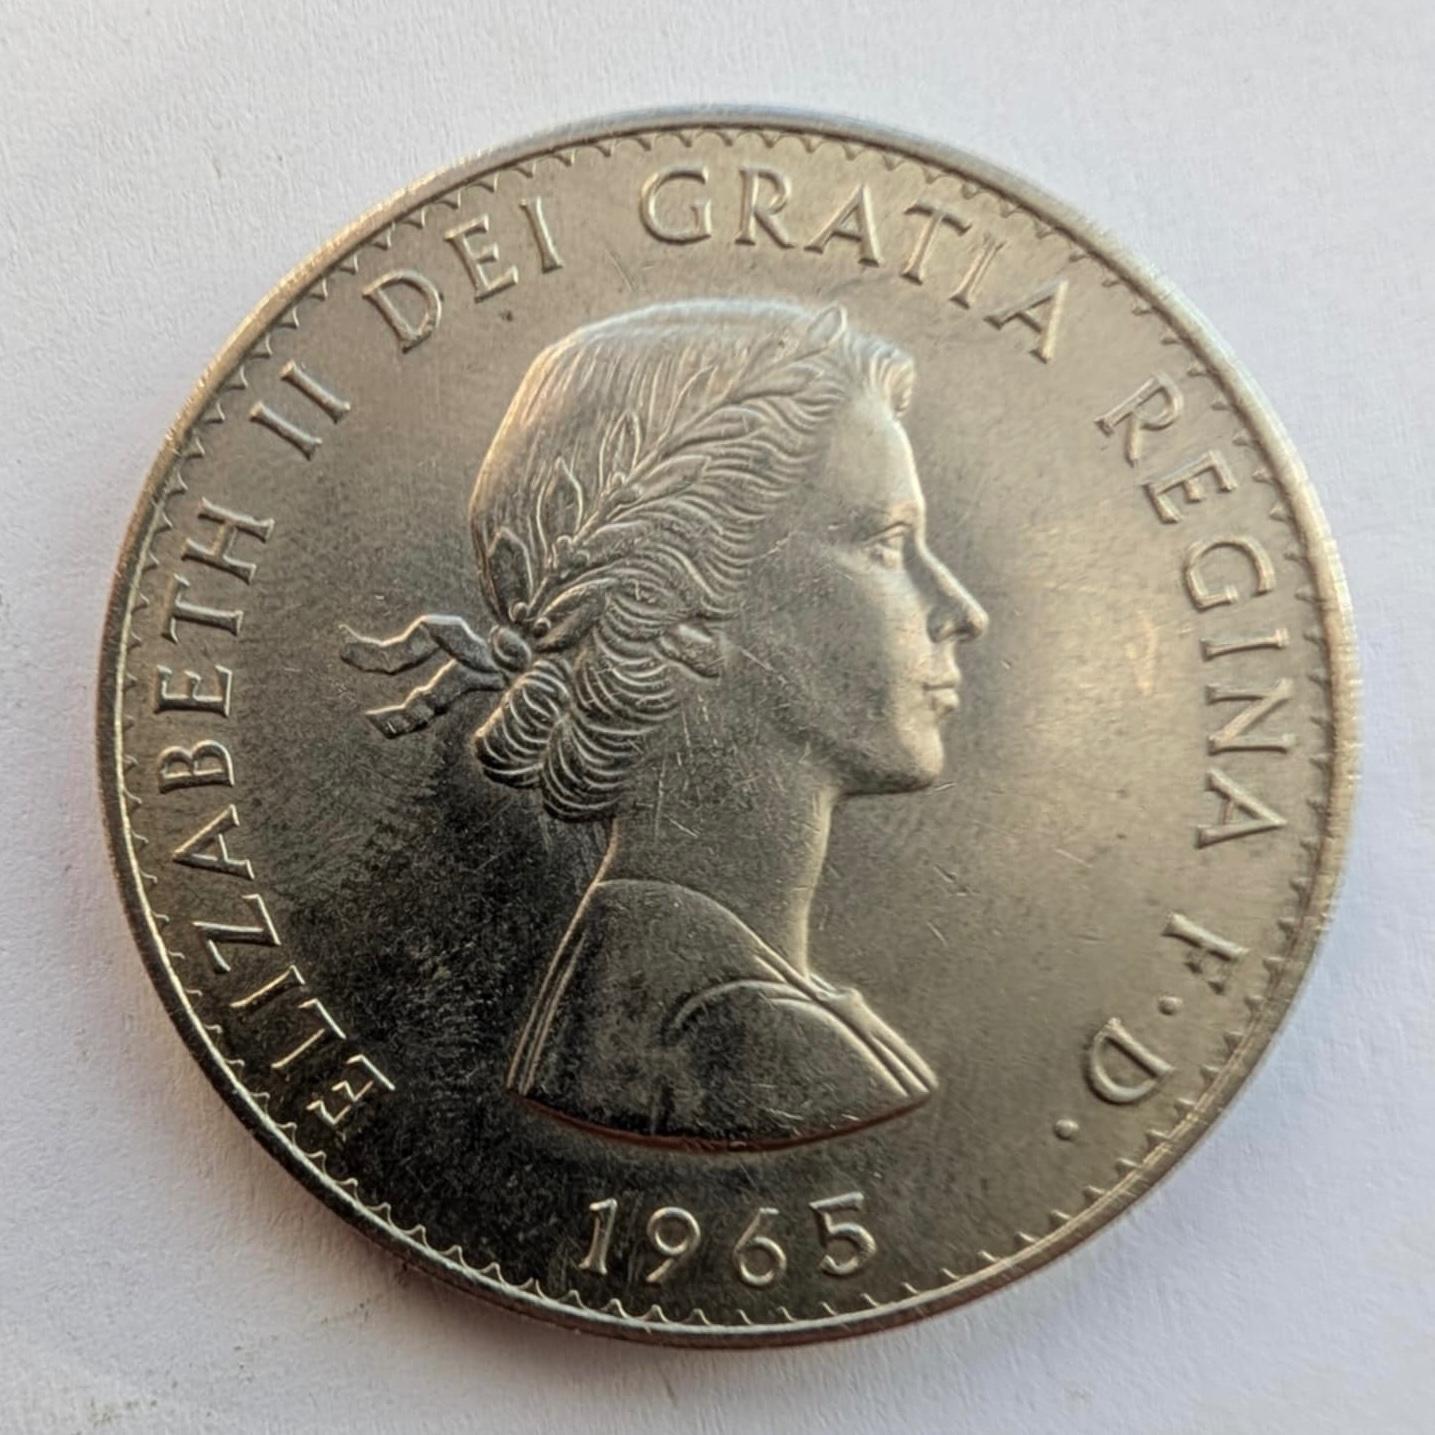 ELIZABETH II DEI GRATIA REGINA F·D·
1965